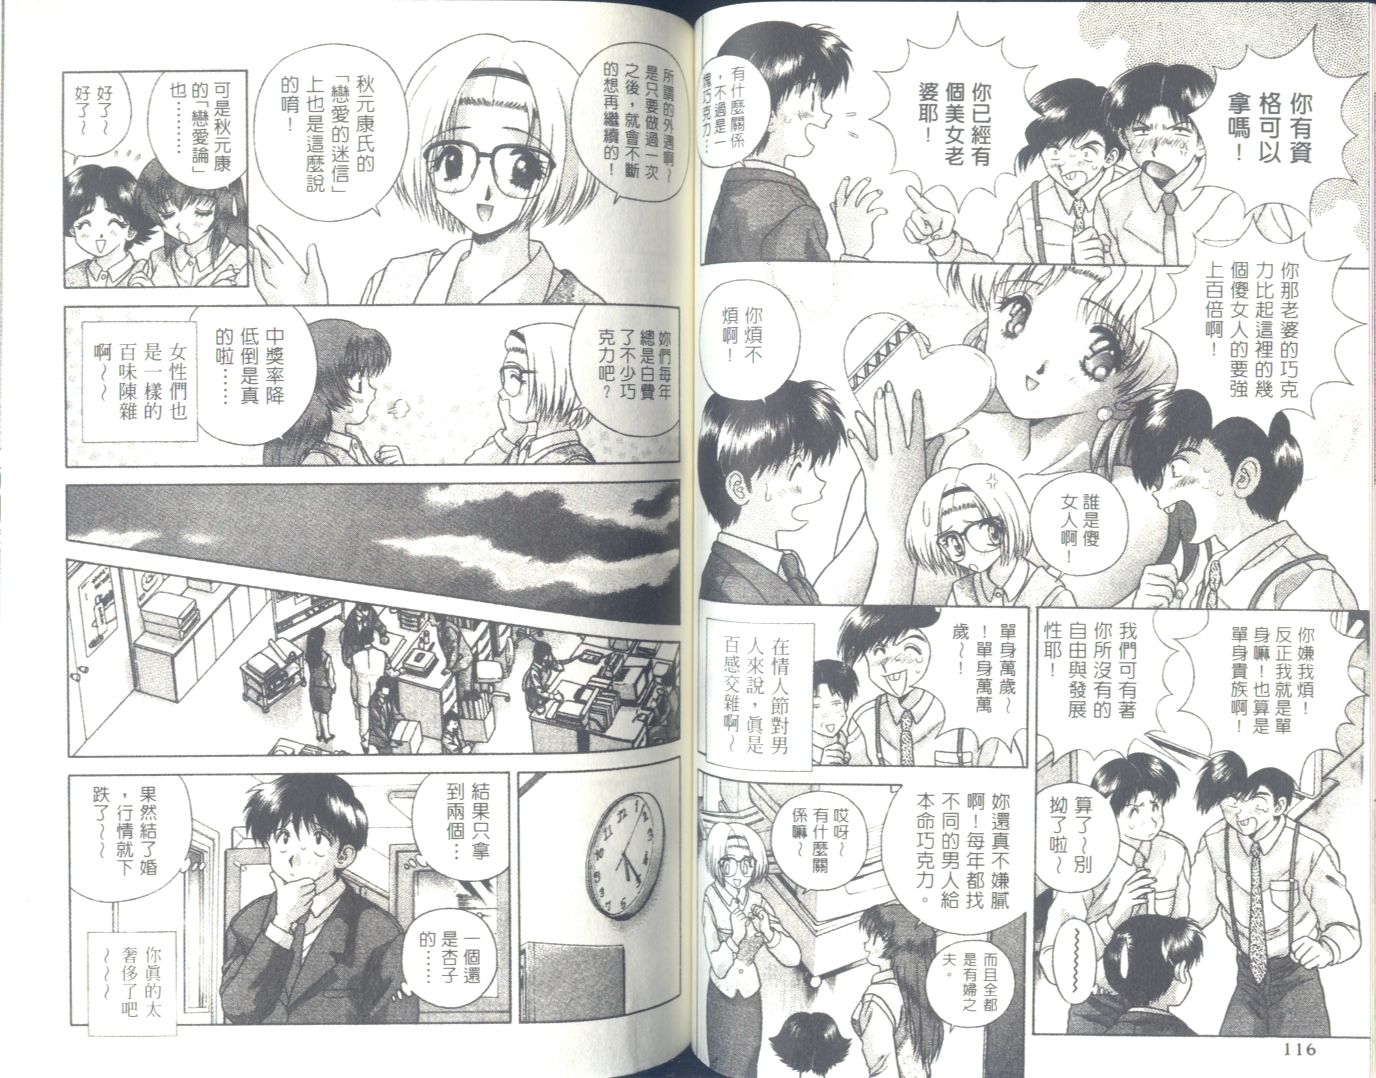 你有資
格可以
拿嗎！
你已經有
個美女老
婆耶！
有什麼關係
，不過是一
塊巧克力…
你那老婆的巧克
力比起這裡的幾
個傻女人的要強
上百倍啊！
你煩不
煩啊！
誰是傻
女人啊！
你嫌我煩！
反正我就是單
身嘛！也算是
單身貴族啊！
我們可有著
你所沒有的
自由與發展
性耶！
單身萬歲～
！單身萬萬
歲～！
在情人節對男
人來說，真是
百感交雜啊～
算了～別
拗了啦～
妳還真不嫌膩
啊！每年都找
不同的男人給
本命巧克力。
而且全都
是有婦之
夫。
哎呀～
有什麼關
係嘛～
116
所謂的外遇啊～
是只要做過一次
之後，就會不斷
的想再繼續的！
秋元康氏的
「戀愛的迷信」
上也是這麼說
的唷！
可是秋元康
的「戀愛論」
也………
好了～
好了～
妳們每年
總是白費
了不少巧
克力吧？
中獎率降
低倒是真
的啦……
女性們也
是一樣的
百味陳雜
啊～～
結果只拿
到兩個…
一個還
是杏子
的……
果然結了婚
，行情就下
跌了～～
你真的太
奢侈了吧
～～～